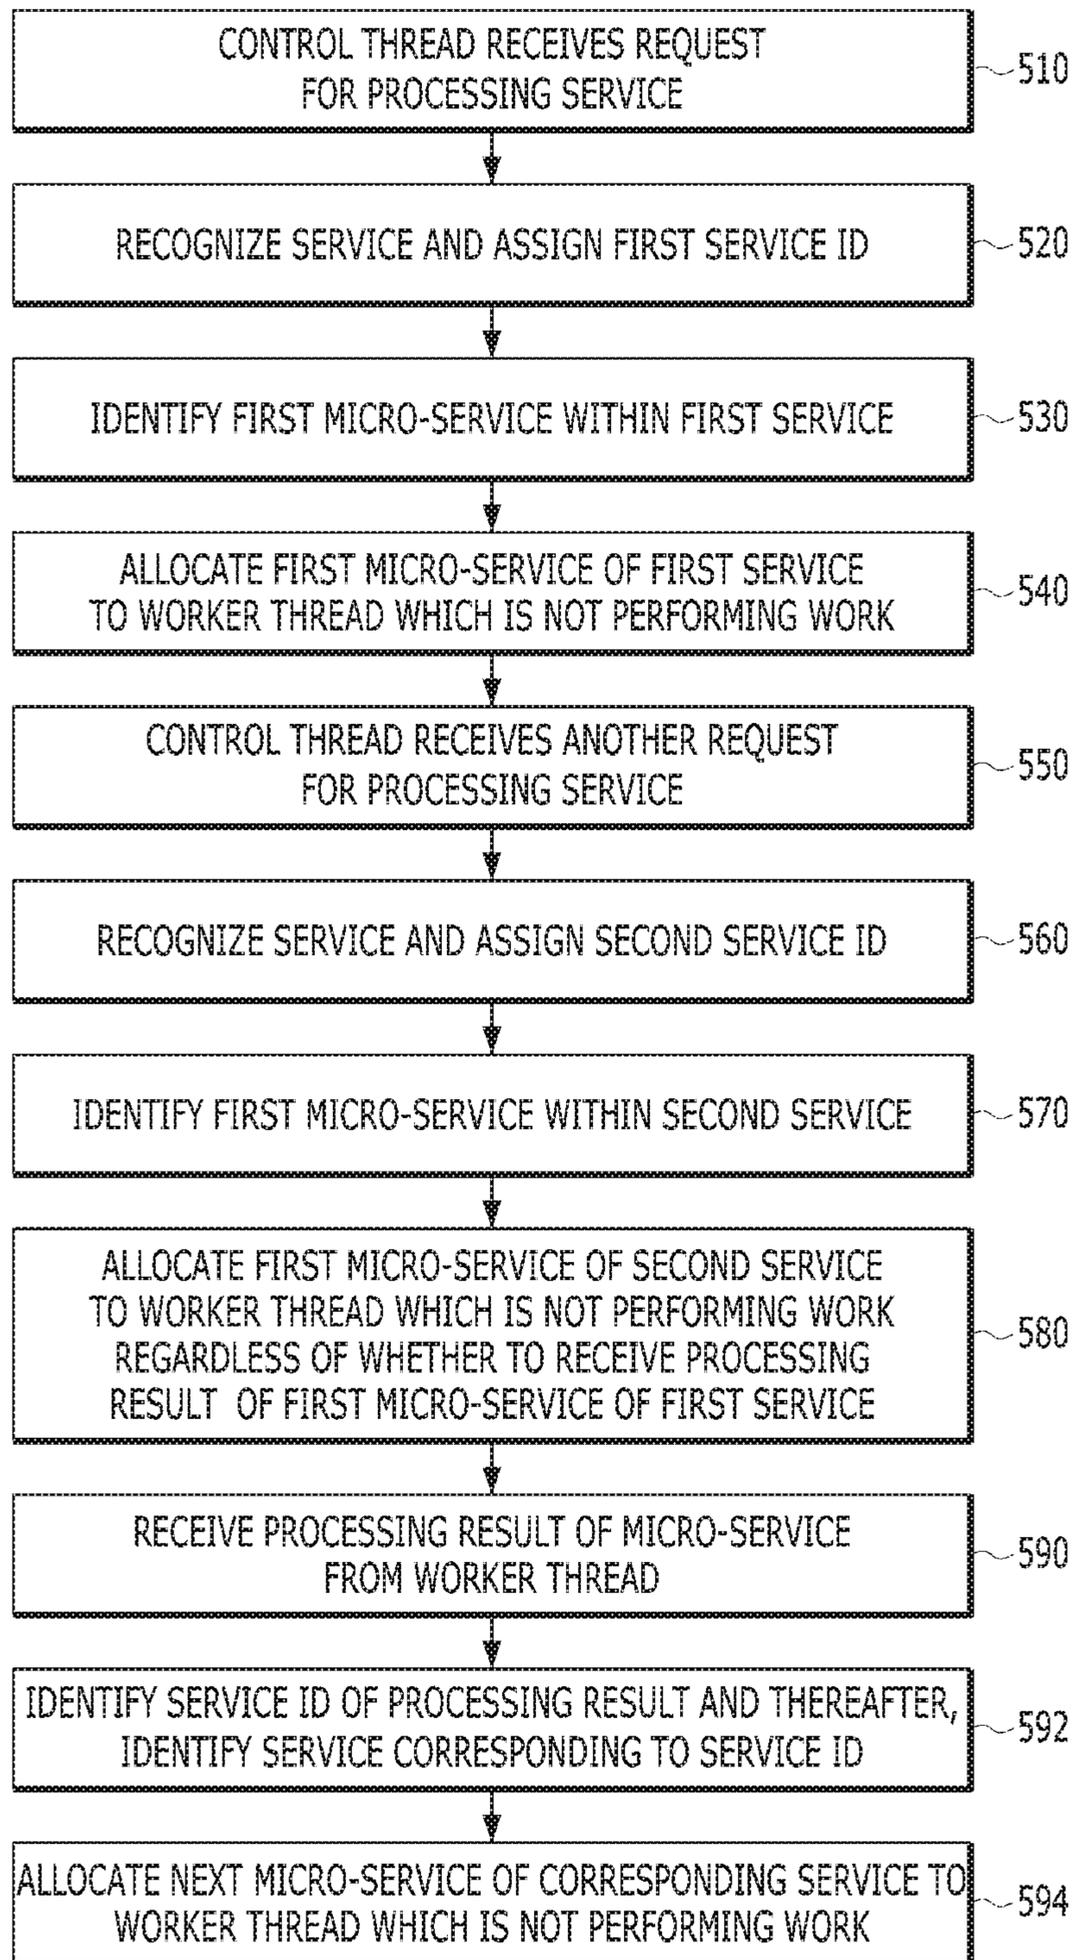 CONTROL THREAD RECEIVES REQUEST
FOR PROCESSING SERVICE
510
RECOGNIZE SERVICE AND ASSIGN FIRST SERVICE ID
520
IDENTIFY FIRST MICRO-SERVICE WITHIN FIRST SERVICE
530
ALLOCATE FIRST MICRO-SERVICE OF FIRST SERVICE
TO WORKER THREAD WHICH IS NOT PERFORMING WORK
540
CONTROL THREAD RECEIVES ANOTHER REQUEST
FOR PROCESSING SERVICE
550
RECOGNIZE SERVICE AND ASSIGN SECOND SERVICE ID
560
IDENTIFY FIRST MICRO-SERVICE WITHIN SECOND SERVICE
570
ALLOCATE FIRST MICRO-SERVICE OF SECOND SERVICE
TO WORKER THREAD WHICH IS NOT PERFORMING WORK
REGARDLESS OF WHETHER TO RECEIVE PROCESSING
RESULT OF FIRST MICRO-SERVICE OF FIRST SERVICE
580
RECEIVE PROCESSING RESULT OF MICRO-SERVICE
FROM WORKER THREAD
590
IDENTIFY SERVICE ID OF PROCESSING RESULT AND THEREAFTER,
IDENTIFY SERVICE CORRESPONDING TO SERVICE ID
592
ALLOCATE NEXT MICRO-SERVICE OF CORRESPONDING SERVICE TO
WORKER THREAD WHICH IS NOT PERFORMING WORK
594